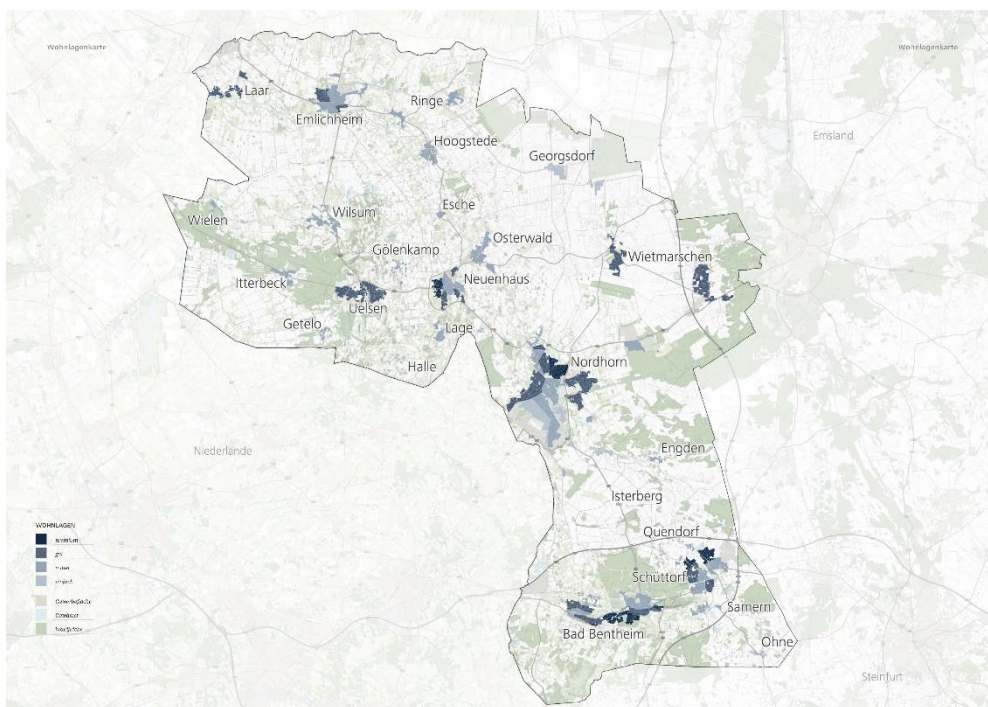 Wohnlagenkarte
Wohnlagenkarte
Laar
Emlichheim
Ringe
Hoogstede
Emsland
Georgsdorf
Esche
Wilsum
Wielen
Osterwald
Gölenkamp
Wietmarschen
Itterbeck
Neuenhaus
Uelsen
Getelo
Lage
Halle
Nordhorn
Niederlande
Engden
Isterberg
WOHNLAGEN
Quendorf
Schüttorf
Samern
Bad Bentheim
Ohne
Steinfurt